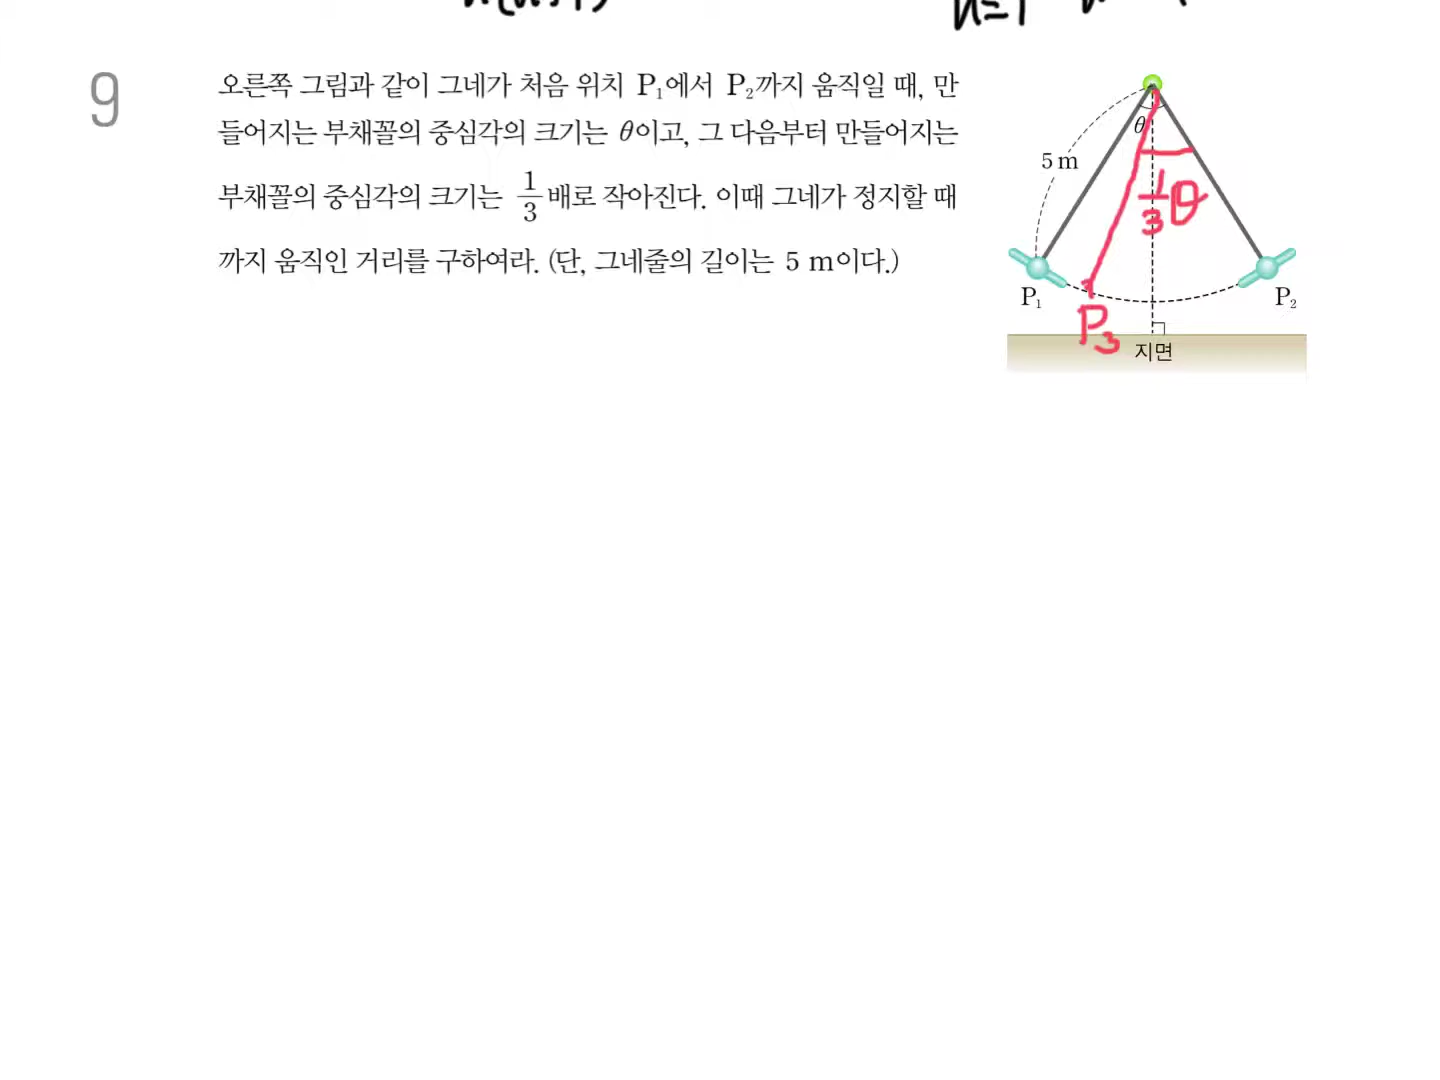 9
오른쪽 그림과 같이 그네가 처음 위치 P₁에서 P₂까지 움직일 때, 만
들어지는 부채꼴의 중심각의 크기는 θ이고, 그 다음부터 만들어지는
부채꼴의 중심각의 크기는 1/3배로 작아진다. 이때 그네가 정지할 때
까지 움직인 거리를 구하여라. (단, 그네줄의 길이는 5 m이다.)
θ
5 m
1/3 θ
P₁
P₂
P₃
지면